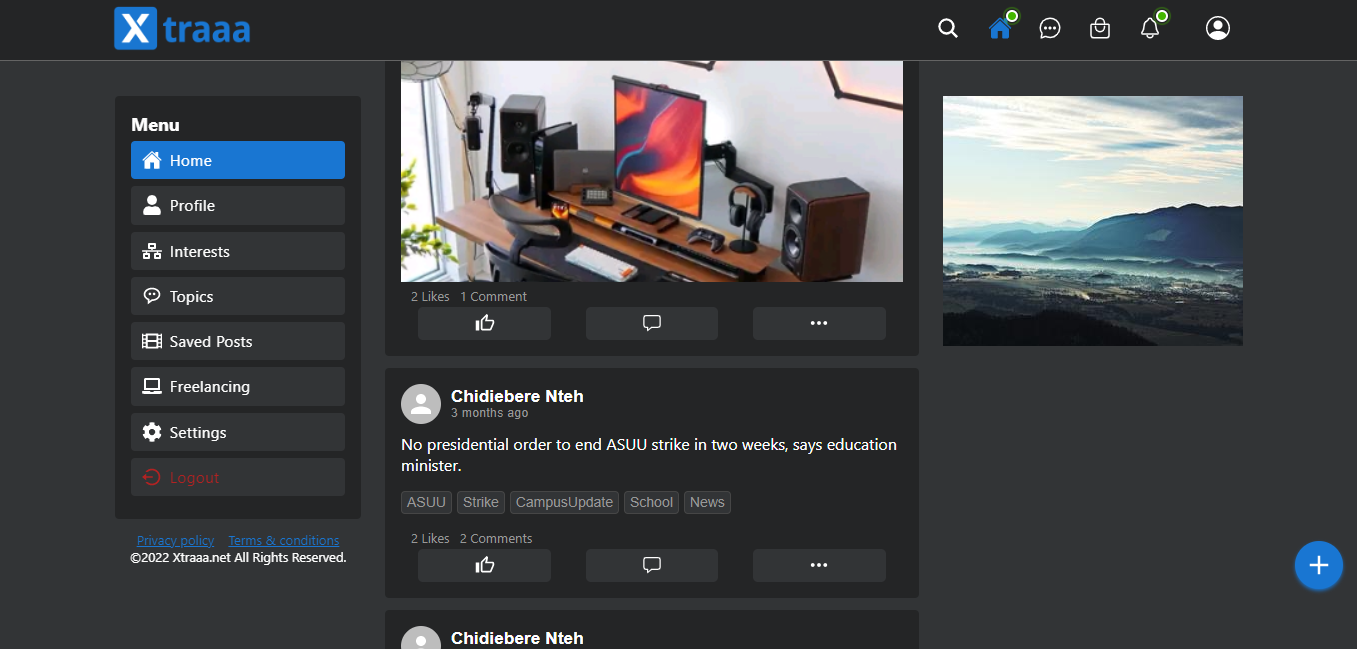 Xtraaa
Menu
Home
Profile
Interests
Topics
Saved Posts
Freelancing
Settings
Logout
Privacy policy Terms & conditions
©2022 Xtraaa.net All Rights Reserved.
2 Likes 1 Comment
Chidiebere Nteh
3 months ago
No presidential order to end ASUU strike in two weeks, says education
minister.
ASUU Strike CampusUpdate School News
2 Likes 2 Comments
Chidiebere Nteh